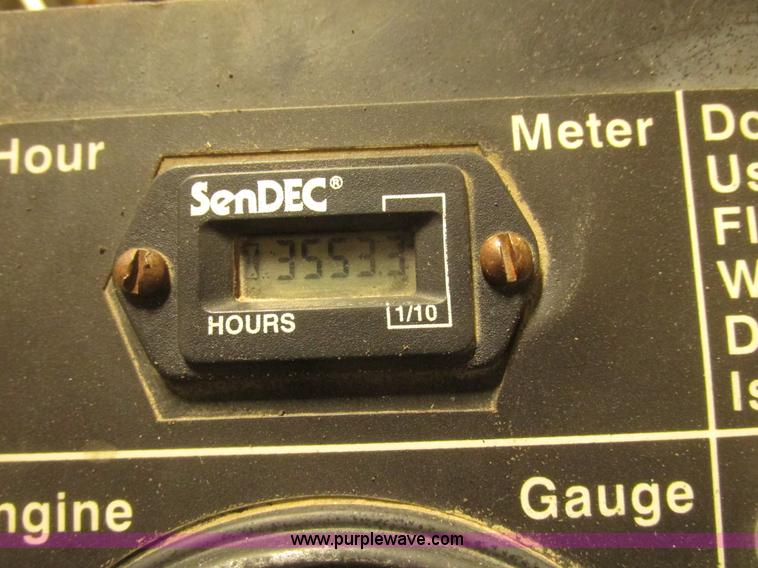 Hour Meter
SenDEC®
3553.3
HOURS 1/10
Do
Us
Fl
W
D
Is
ngine Gauge
www.purplewave.com